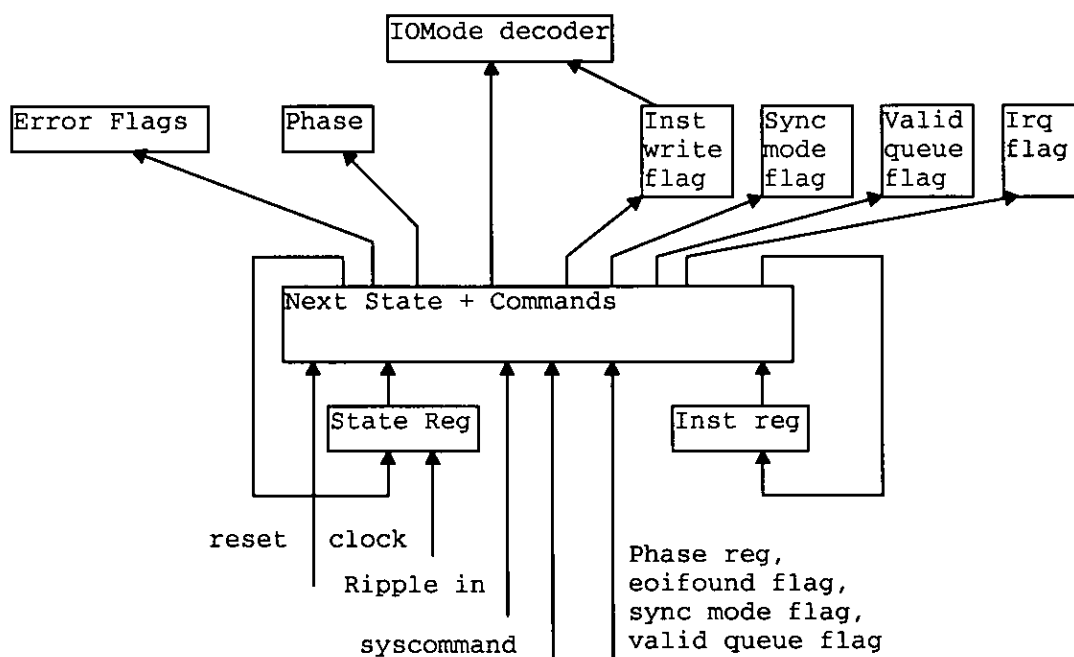 IOMode decoder
Error Flags
Phase
Inst
write
flag
Sync
mode
flag
Valid
queue
flag
Irq
flag
Next State + Commands
State Reg
Inst reg
reset
clock
Ripple in
syscommand
Phase reg,
eoifound flag,
sync mode flag,
valid queue flag